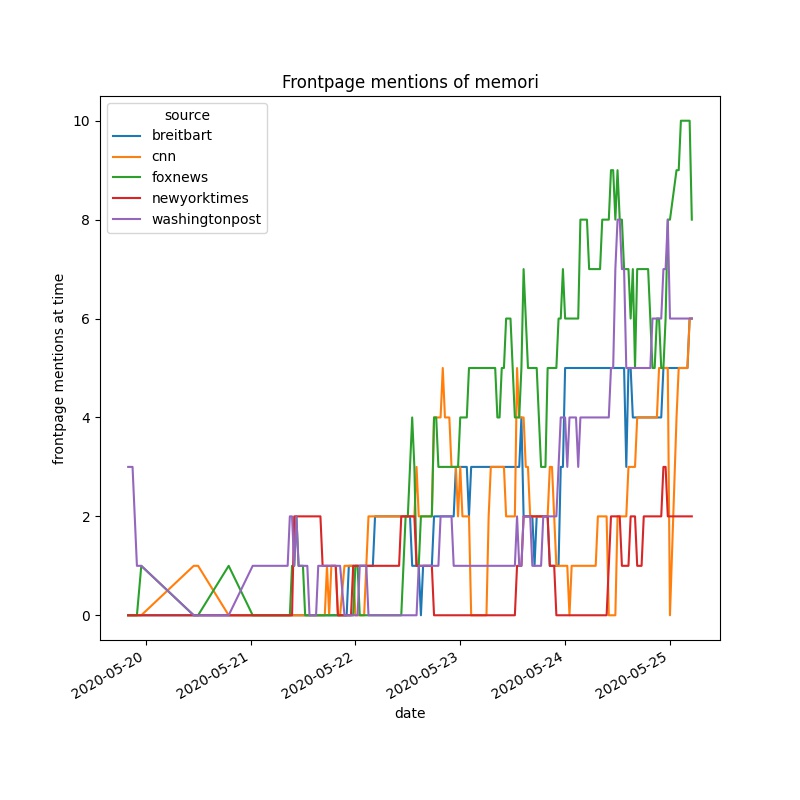 Frontpage mentions of memori
source
breitbart
cnn
foxnews
newyorktimes
washingtonpost
10
8
6
4
2
0
frontpage mentions at time
2020-05-20
2020-05-21
2020-05-22
2020-05-23
2020-05-24
2020-05-25
date